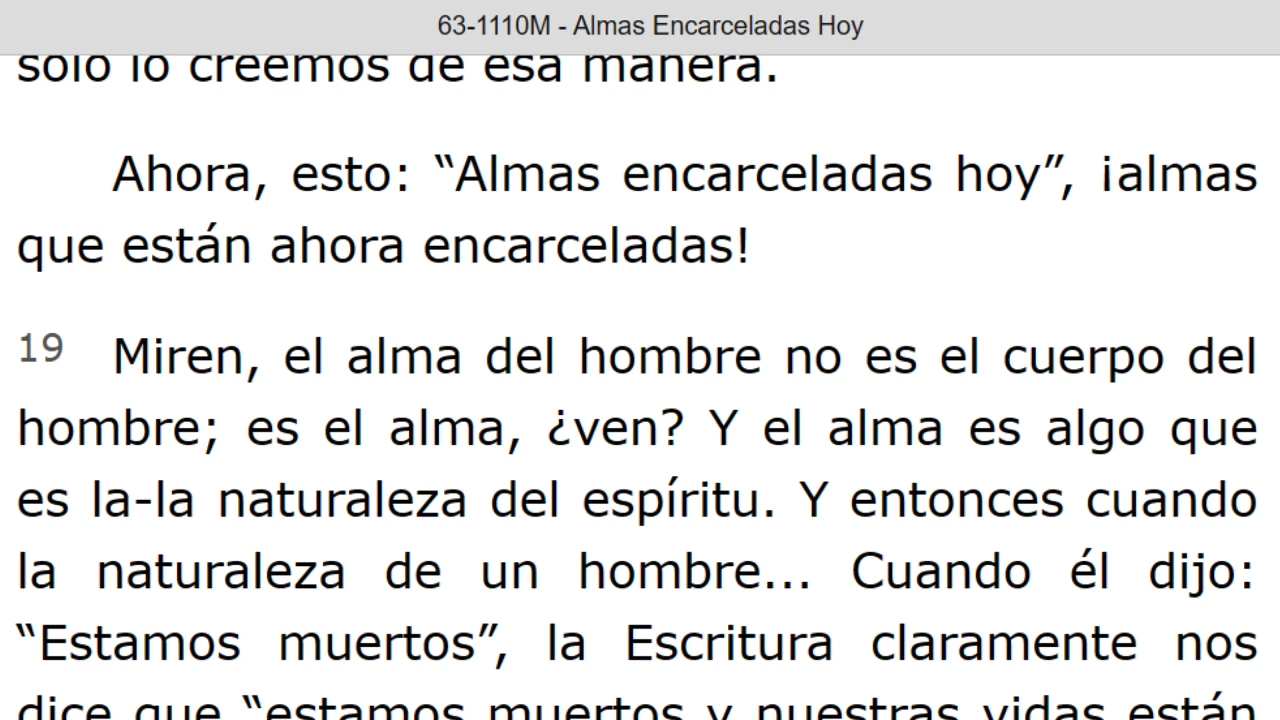 63-1110M - Almas Encarceladas Hoy
sólo lo creemos de esa manera.
Ahora, esto: “Almas encarceladas hoy”, ¡almas
que están ahora encarceladas!
19 Miren, el alma del hombre no es el cuerpo del
hombre; es el alma, ¿ven? Y el alma es algo que
es la-la naturaleza del espíritu. Y entonces cuando
la naturaleza de un hombre... Cuando él dijo:
“Estamos muertos”, la Escritura claramente nos
dice que “estamos muertos y nuestras vidas están